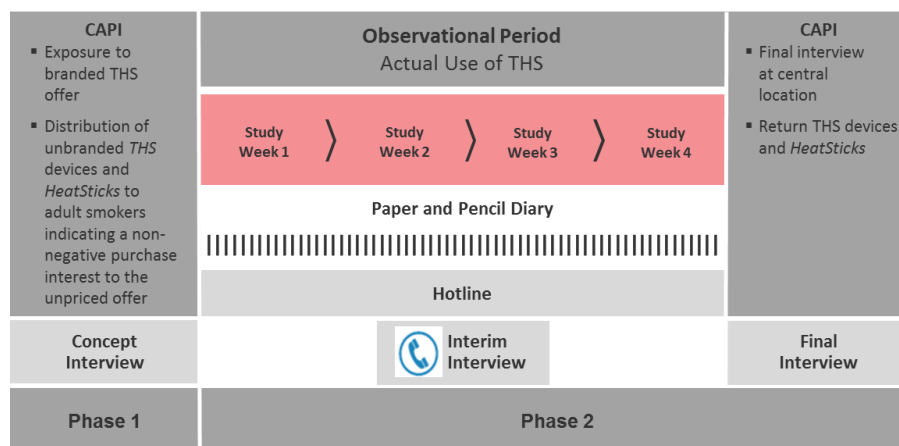 CAPI
▪ Exposure to
branded THS
offer
▪ Distribution of
unbranded THS
devices and
HeatSticks to
adult smokers
indicating a non-
negative purchase
interest to the
unpriced offer
Observational Period
Actual Use of THS
Study
Week 1
Study
Week 2
Study
Week 3
Study
Week 4
Paper and Pencil Diary
Hotline
CAPI
▪ Final interview
at central
location
▪ Return THS devices
and HeatSticks
Concept
Interview
Interim
Interview
Final
Interview
Phase 1
Phase 2